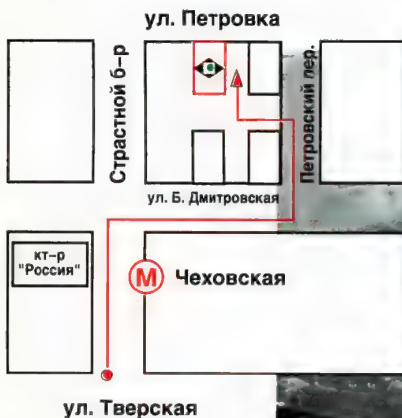 ул. Петровка
Страстной б-р
Петровский пер.
ул. Б. Дмитровская
кт-р
"Россия"
М Чеховская
ул. Тверская